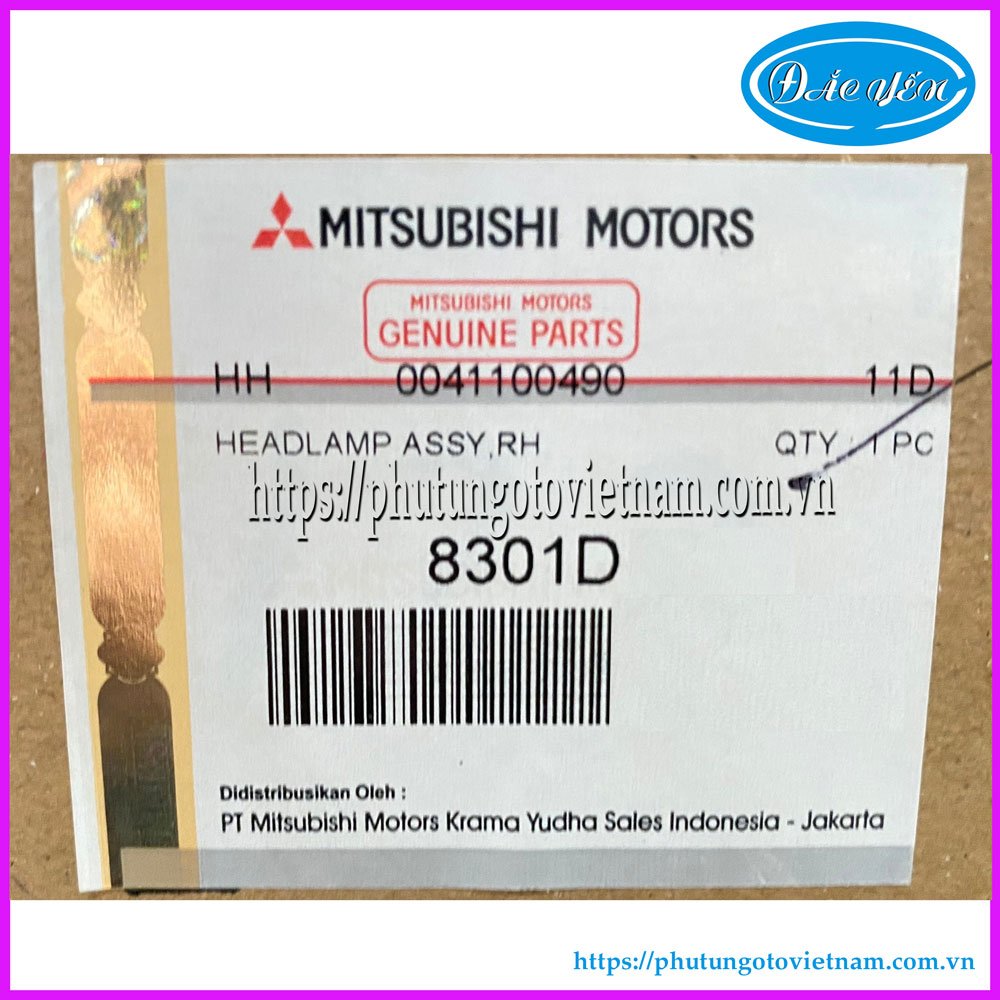 ĐẮC YẾN
MITSUBISHI MOTORS
MITSUBISHI MOTORS
GENUINE PARTS
HH 0041100490 11D
HEADLAMP ASSY,RH QTY : 1 PC
https://phutungotovietnam.com.vn
8301D
Didistribusikan Oleh :
PT Mitsubishi Motors Krama Yudha Sales Indonesia - Jakarta
https://phutungotovietnam.com.vn